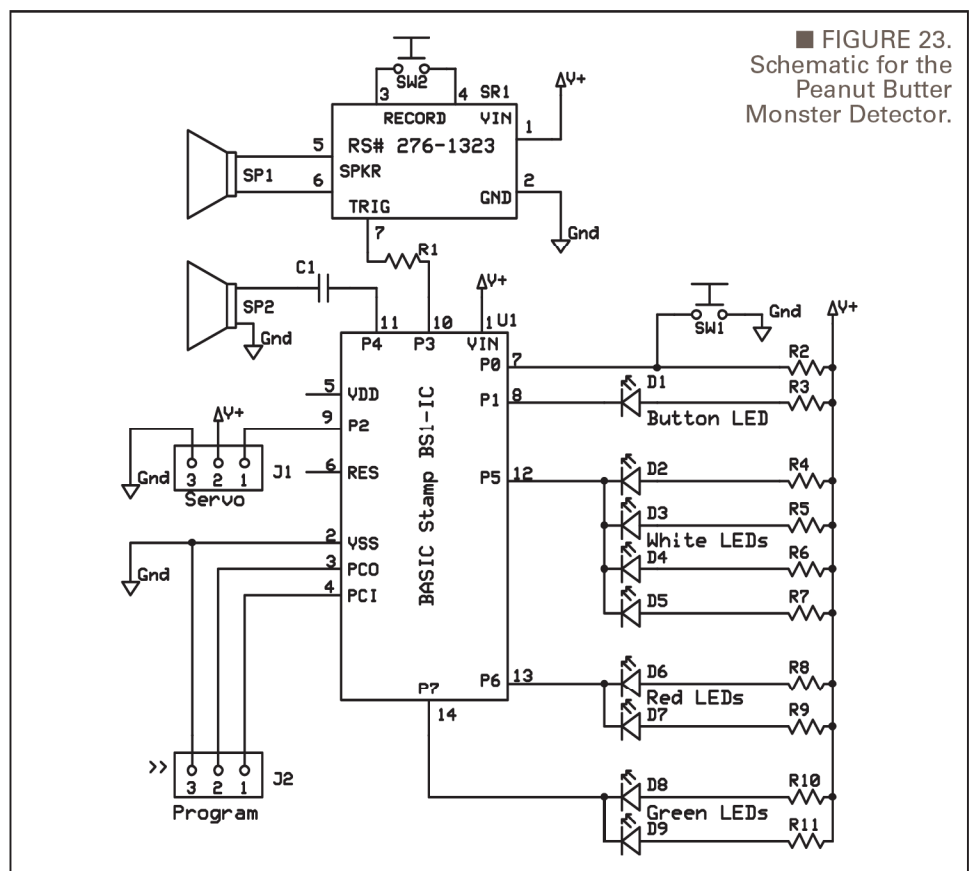 ■ FIGURE 23.
Schematic for the
Peanut Butter
Monster Detector.
SW2
3
4
SR1
V+
RECORD
VIN
1
RS# 276-1323
5
SPKR
SP1
6
2
GND
TRIG
7
Gnd
R1
C1
SP2
Gnd
V+
11
10
1
U1
P4
P3
VIN
SW1
Gnd
V+
P0
7
R2
P1
8
D1
R3
Button LED
5
VDD
9
P2
V+
Gnd
3 2 1
J1
Servo
6
RES
BASIC Stamp BS1-IC
P5
12
D2
R4
D3
R5
White LEDs
D4
R6
D5
R7
2
VSS
Gnd
3
PCO
4
PCI
P6
13
D6
R8
Red LEDs
D7
R9
P7
14
>>
3 2 1
J2
Program
D8
R10
Green LEDs
D9
R11